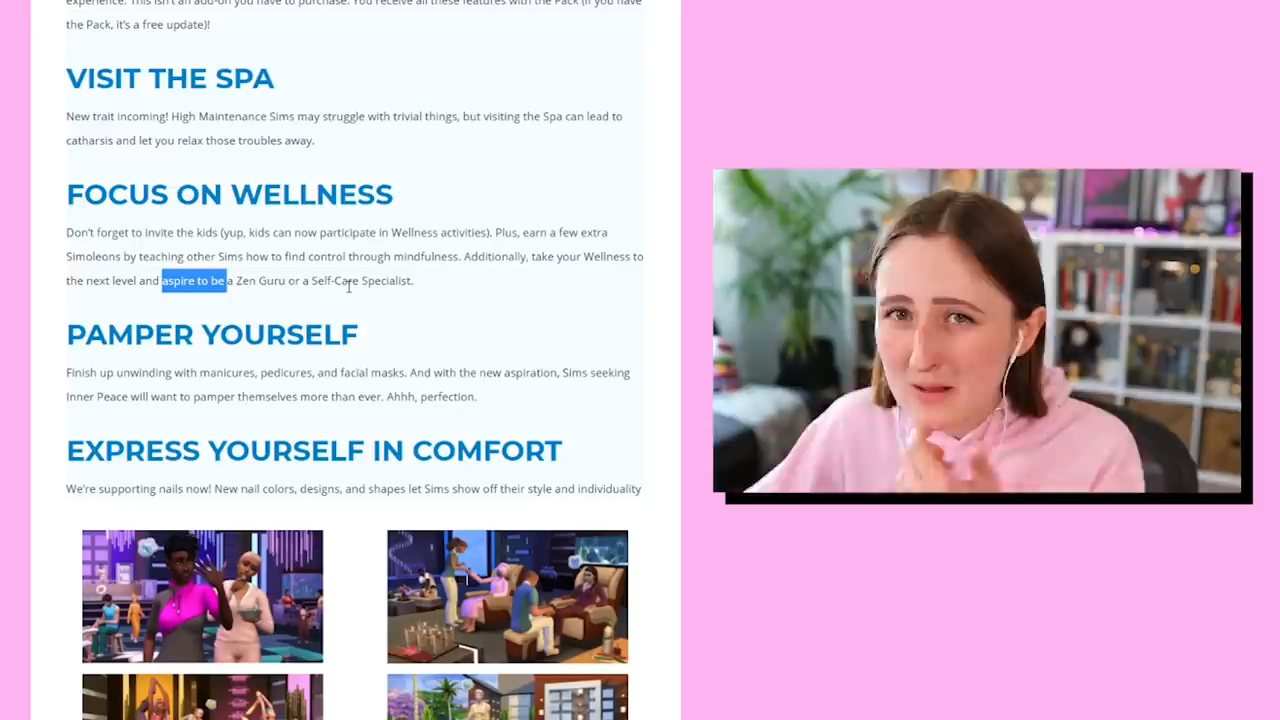 experience. This isn't an add-on you have to purchase. You receive all these features with the Pack (if you have
the Pack, it's a free update)!
VISIT THE SPA
New trait incoming! High Maintenance Sims may struggle with trivial things, but visiting the Spa can lead to
catharsis and let you relax those troubles away.
FOCUS ON WELLNESS
Don't forget to invite the kids (yup, kids can now participate in Wellness activities). Plus, earn a few extra
Simoleons by teaching other Sims how to find control through mindfulness. Additionally, take your Wellness to
the next level and aspire to be a Zen Guru or a Self-Care Specialist.
PAMPER YOURSELF
Finish up unwinding with manicures, pedicures, and facial masks. And with the new aspiration, Sims seeking
Inner Peace will want to pamper themselves more than ever. Ahhh, perfection.
EXPRESS YOURSELF IN COMFORT
We're supporting nails now! New nail colors, designs, and shapes let Sims show off their style and individuality